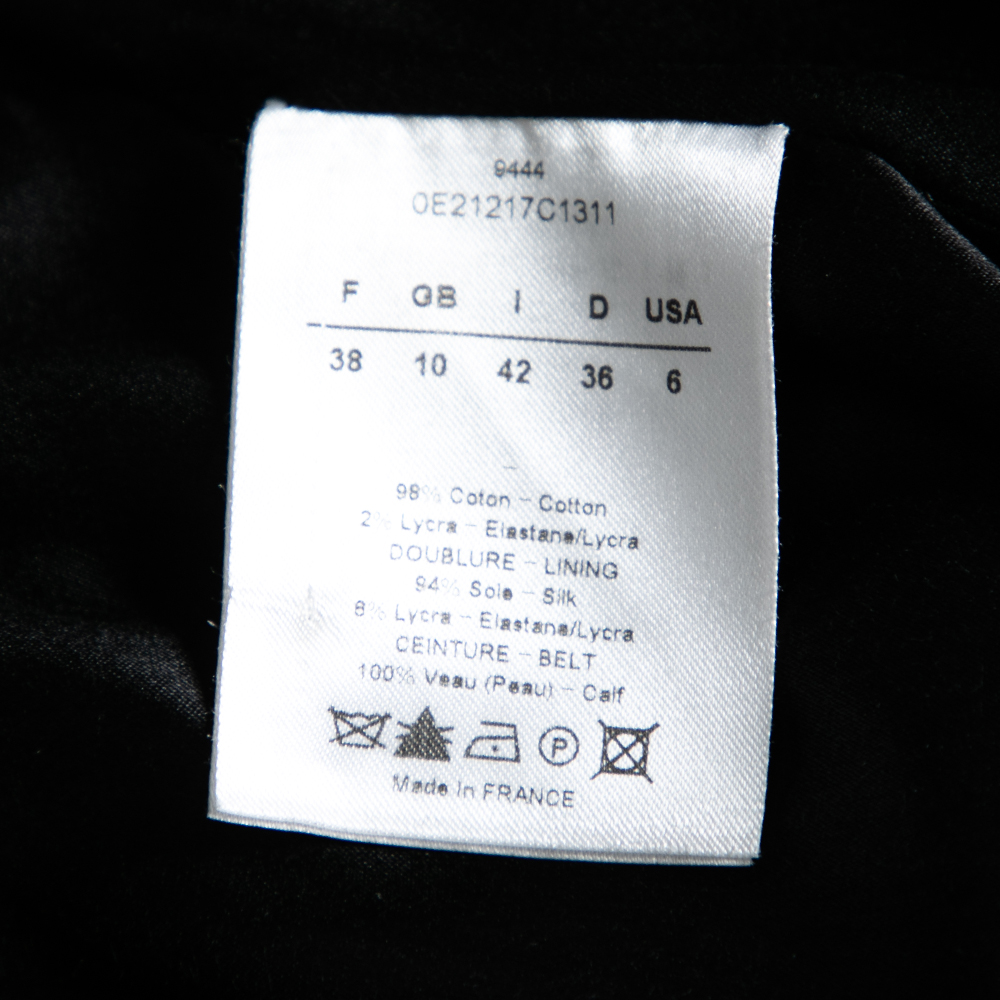 9444
0E21217C1311
F GB I D USA
38 10 42 36 6
98% Coton - Cotton
2% Lycra - Elastane/Lycra
DOUBLURE - LINING
94% Soie - Silk
6% Lycra - Elastane/Lycra
CEINTURE - BELT
100% Veau (Peau) - Calf
P
Made in FRANCE